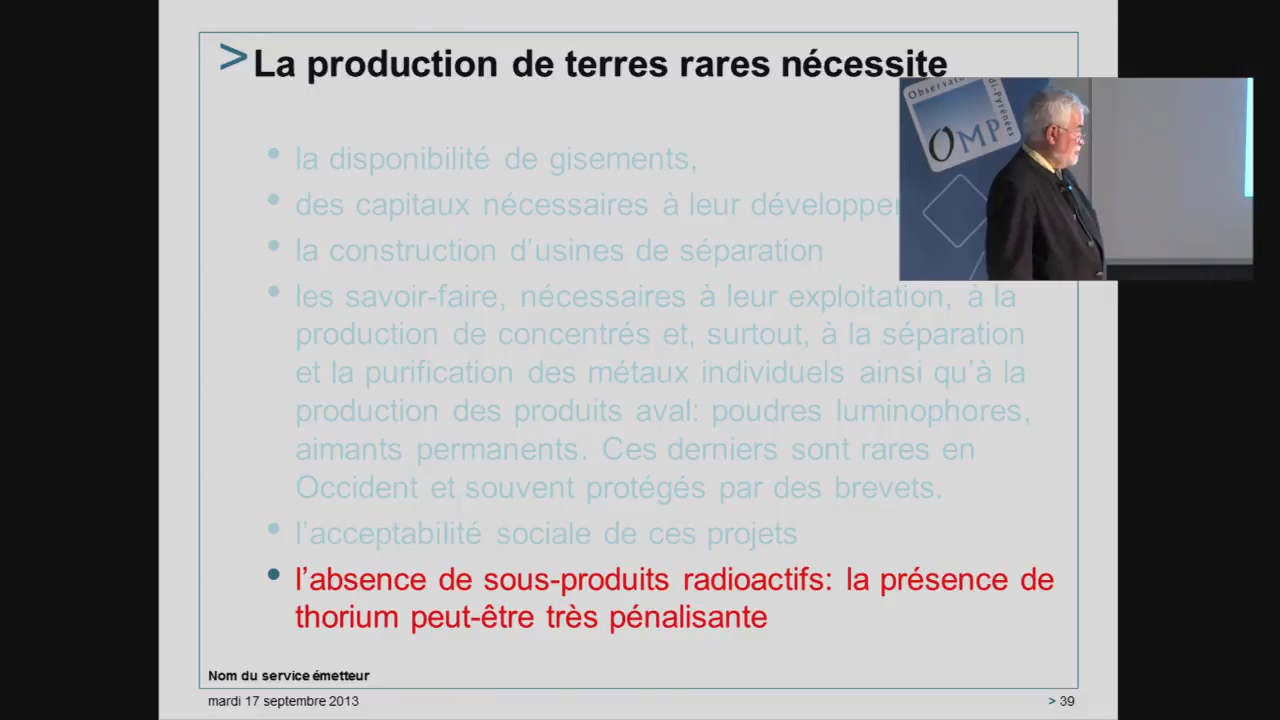 > La production de terres rares nécessite
• la disponibilité de gisements,
• des capitaux nécessaires à leur
• la construction d’usines de séparation
• les savoir-faire, nécessaires à leur exploitation, à la
production de concentrés et, surtout, à la séparation
et la purification des métaux individuels ainsi qu’à la
production des produits aval: poudres luminophores,
aimants permanents. Ces derniers sont rares en
Occident et souvent protégés par des brevets.
• l’acceptabilité sociale de ces projets
• l’absence de sous-produits radioactifs: la présence de
thorium peut-être très pénalisante
Nom du service émetteur
mardi 17 septembre 2013
> 39
OMP